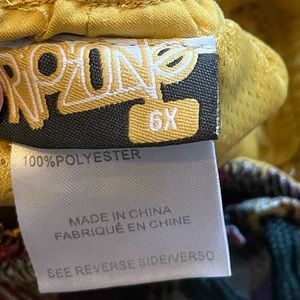 6X
100%POLYESTER
MADE IN CHINA
FABRIQUÉ EN CHINE
SEE REVERSE SIDE/VERSO